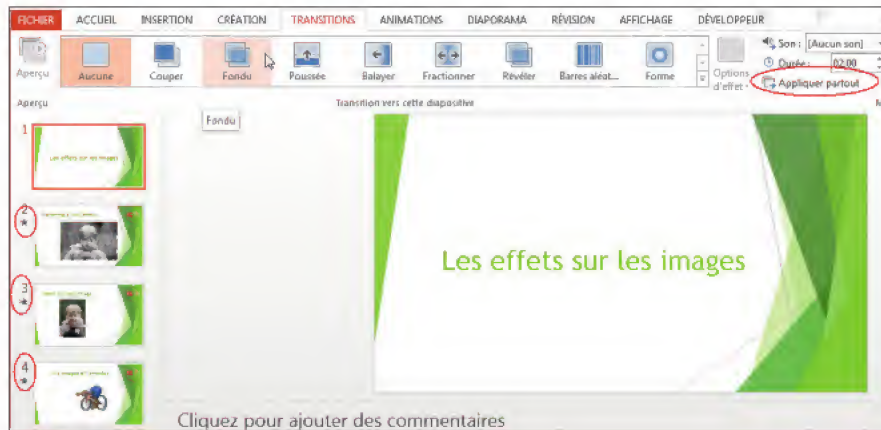 FICHIER ACCUEIL INSERTION CRÉATION TRANSITIONS ANIMATIONS DIAPORAMA RÉVISION AFFICHAGE DÉVELOPPEUR
Aperçu Aucune Couper Fondu Poussée Balayer Fractionner Révéler Barres aléat... Forme Options d'effet
Son : [Aucun son]
Durée : 02,00
Appliquer partout
Aperçu Transition vers cette diapositive
Fondu
1
Les effets sur les images
2
3
4
Les effets sur les images
Cliquez pour ajouter des commentaires